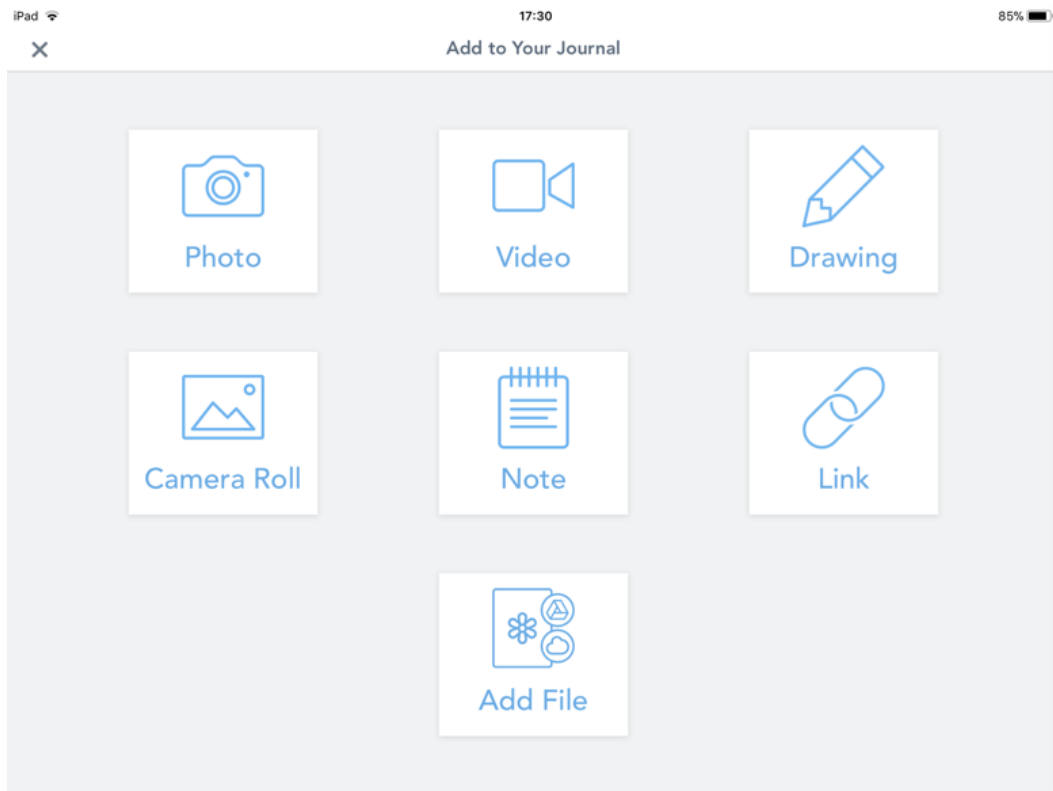 iPad 17:30 85%
Add to Your Journal
Photo Video Drawing
Camera Roll Note Link
Add File